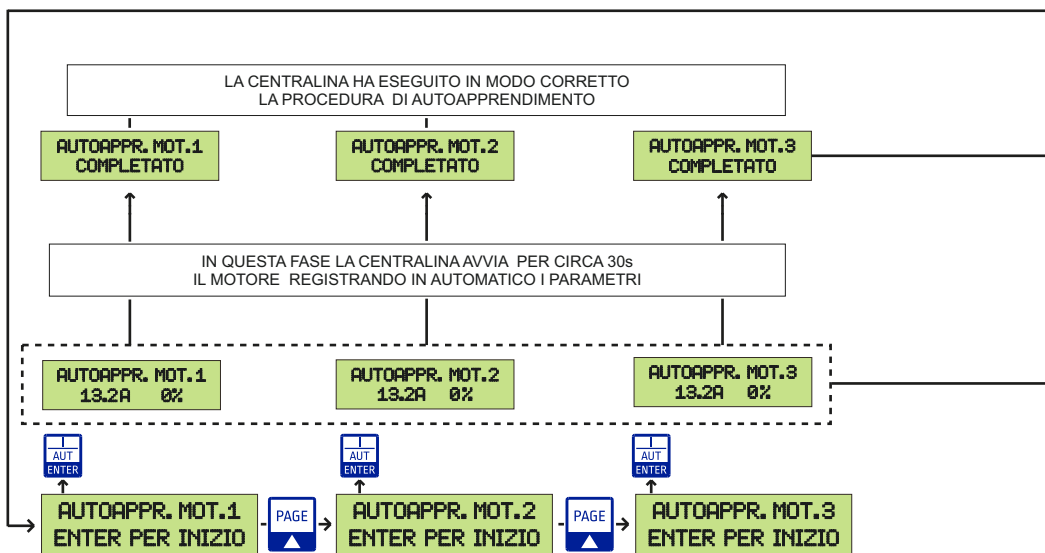 LA CENTRALINA HA ESEGUITO IN MODO CORRETTO
LA PROCEDURA DI AUTOAPPRENDIMENTO
AUTOAPPR. MOT.1
COMPLETATO
AUTOAPPR. MOT.2
COMPLETATO
AUTOAPPR. MOT.3
COMPLETATO
IN QUESTA FASE LA CENTRALINA AVVIA PER CIRCA 30s
IL MOTORE REGISTRANDO IN AUTOMATICO I PARAMETRI
AUTOAPPR. MOT.1
13.2A 0%
AUTOAPPR. MOT.2
13.2A 0%
AUTOAPPR. MOT.3
13.2A 0%
AUT
ENTER
AUT
ENTER
AUT
ENTER
AUTOAPPR. MOT.1
ENTER PER INIZIO
PAGE
AUTOAPPR. MOT.2
ENTER PER INIZIO
PAGE
AUTOAPPR. MOT.3
ENTER PER INIZIO